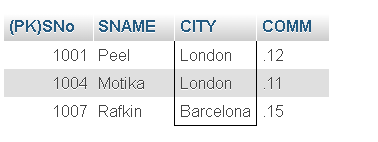 (PK)SNo SNAME CITY COMM
1001 Peel London .12
1004 Motika London .11
1007 Rafkin Barcelona .15